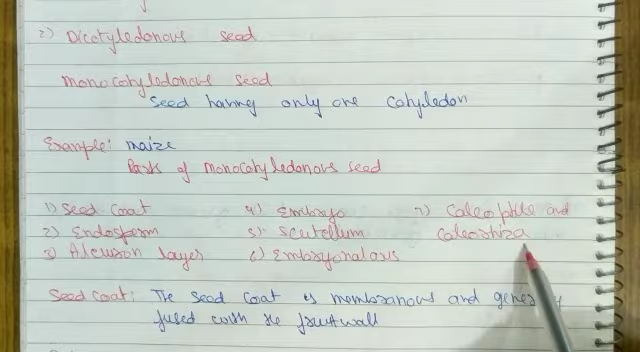 2) Dicotyledonous seed
monocotyledonous seed
Seed having only one cotyledon
Example: maize
Parts of monocotyledonous seed
1) Seed coat 4) Embryo 7) Coleoptile and
2) Endosperm 5) Scutellum coleorhiza
3) Aleuron layer 6) Embryonal axis
Seed coat: The seed coat is membranous and
fused with the fruit wall